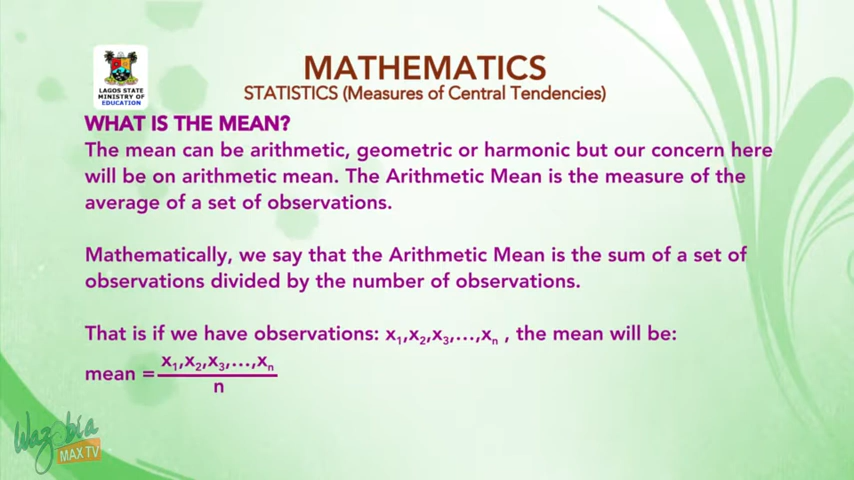 LAGOS STATE
MINISTRY OF
EDUCATION
MATHEMATICS
STATISTICS (Measures of Central Tendencies)
WHAT IS THE MEAN?
The mean can be arithmetic, geometric or harmonic but our concern here
will be on arithmetic mean. The Arithmetic Mean is the measure of the
average of a set of observations.
Mathematically, we say that the Arithmetic Mean is the sum of a set of
observations divided by the number of observations.
That is if we have observations: x₁,x₂,x₃,...,xₙ , the mean will be:
mean = x₁,x₂,x₃,...,xₙ
n
Wazobia
MAX TV